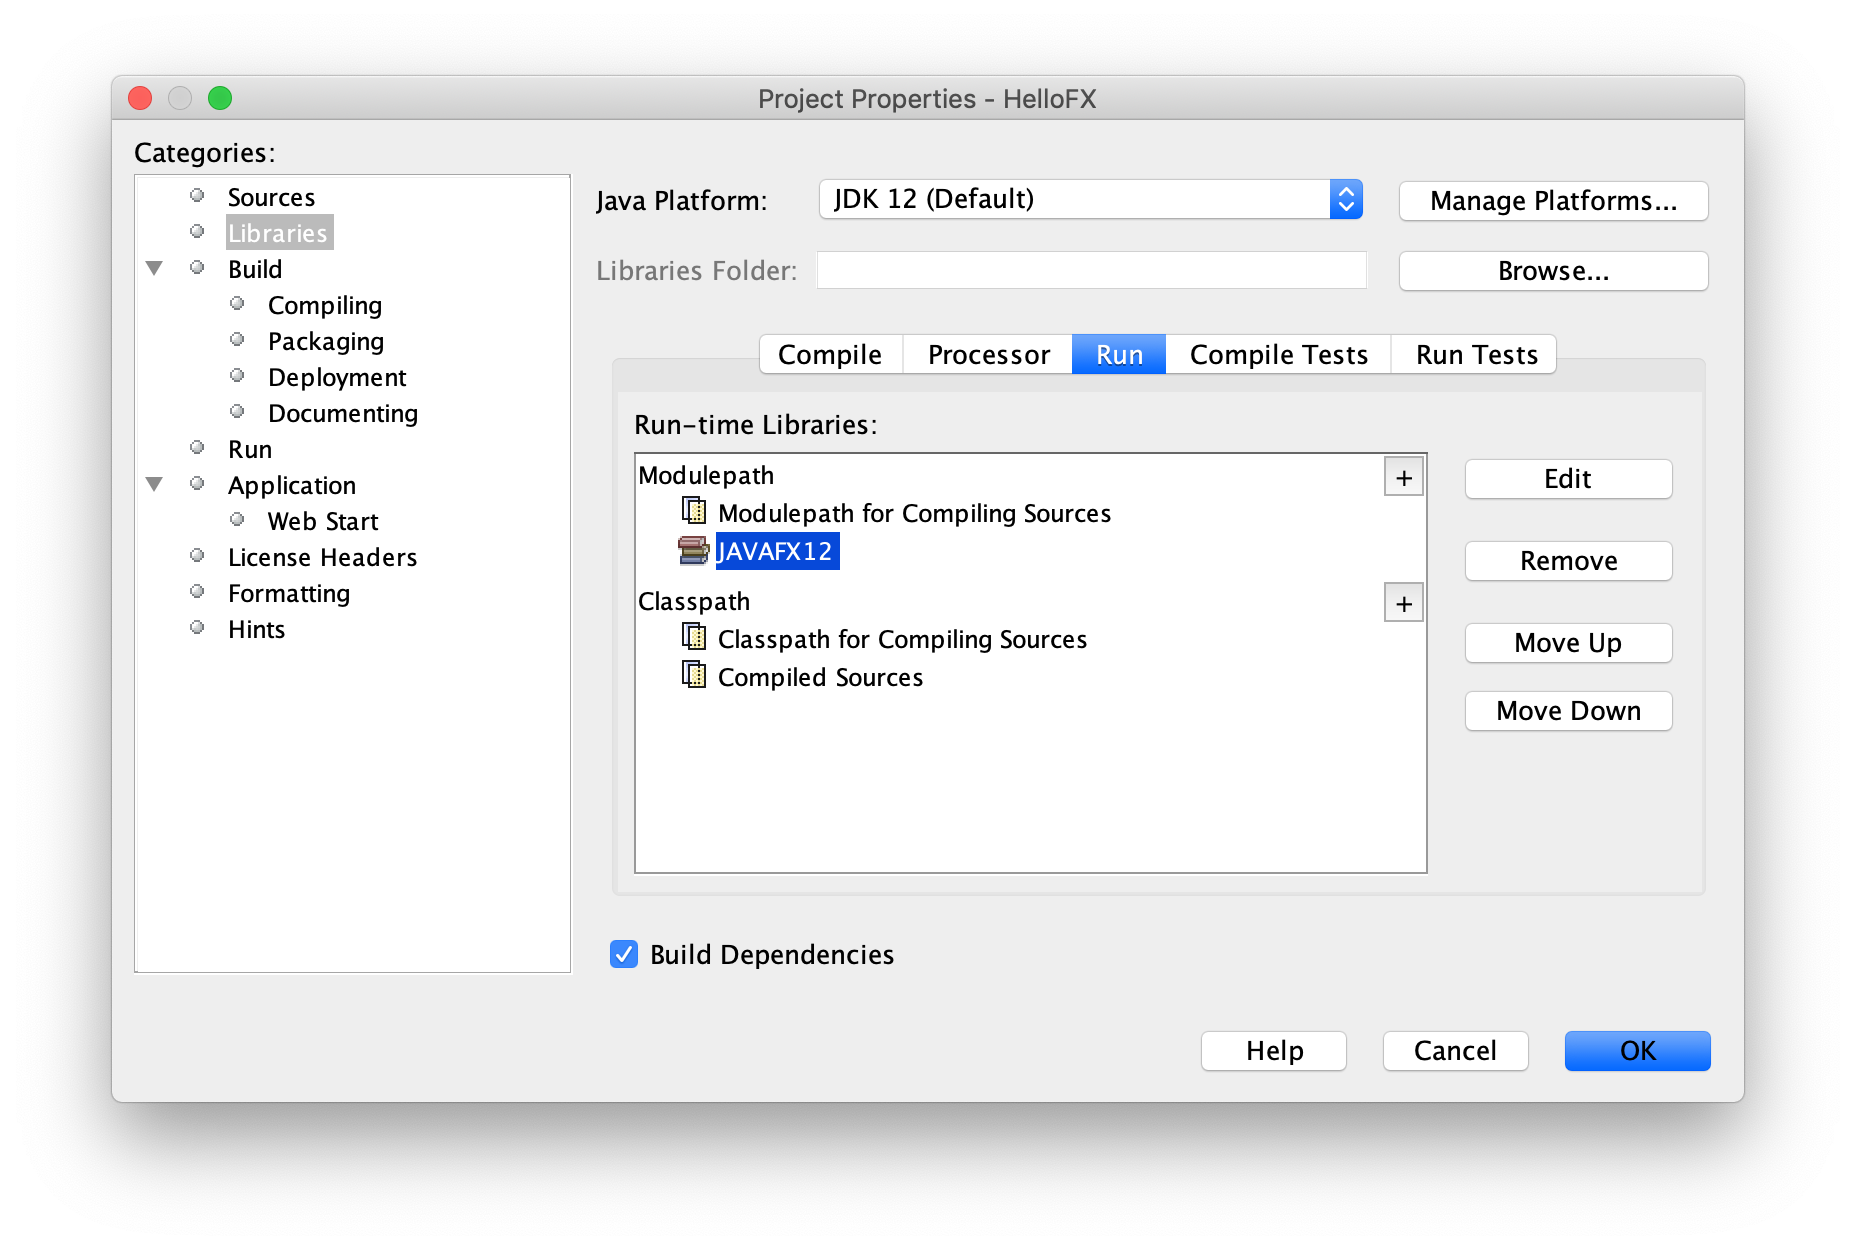 Project Properties - HelloFX
Categories:
Sources
Libraries
Build
Compiling
Packaging
Deployment
Documenting
Run
Application
Web Start
License Headers
Formatting
Hints
Java Platform:
JDK 12 (Default)
Manage Platforms...
Libraries Folder:
Browse...
Compile
Processor
Run
Compile Tests
Run Tests
Run-time Libraries:
Modulepath
+
Modulepath for Compiling Sources
JAVAFX12
Classpath
+
Classpath for Compiling Sources
Compiled Sources
Edit
Remove
Move Up
Move Down
Build Dependencies
Help
Cancel
OK